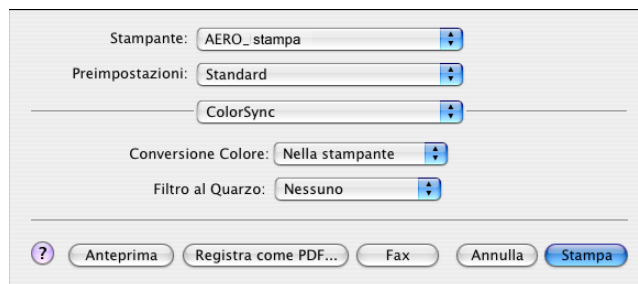 Stampante: AERO_ stampa
Preimpostazioni: Standard
ColorSync
Conversione Colore: Nella stampante
Filtro al Quarzo: Nessuno
? Anteprima Registra come PDF... Fax Annulla Stampa